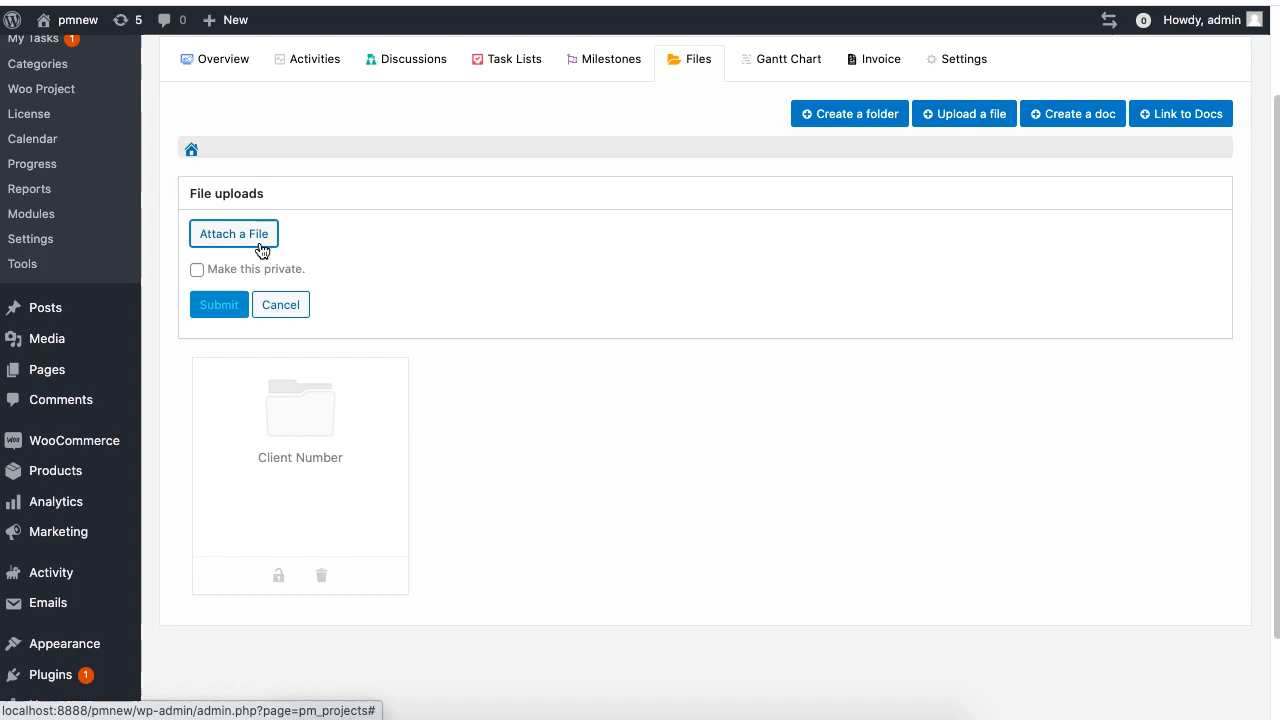 pmnew 5 0 New 0 Howdy, admin
My Tasks 1
Categories
Woo Project
License
Calendar
Progress
Reports
Modules
Settings
Tools
Posts
Media
Pages
Comments
WooCommerce
Products
Analytics
Marketing
Activity
Emails
Appearance
Plugins 1
Overview Activities Discussions Task Lists Milestones Files Gantt Chart Invoice Settings
Create a folder Upload a file Create a doc Link to Docs
File uploads
Attach a File
Make this private.
Submit Cancel
Client Number
localhost:8888/pmnew/wp-admin/admin.php?page=pm_projects#